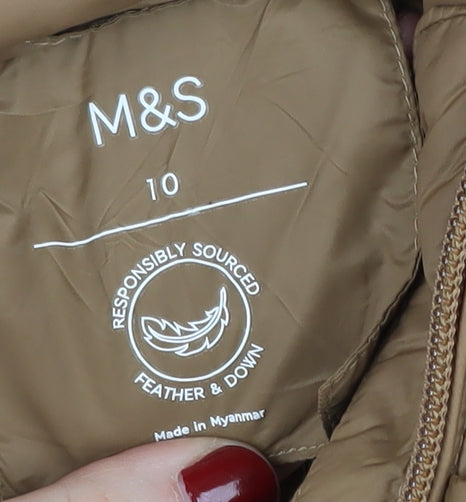 M&S
10
RESPONSIBLY SOURCED
FEATHER & DOWN
Made in Myanmar